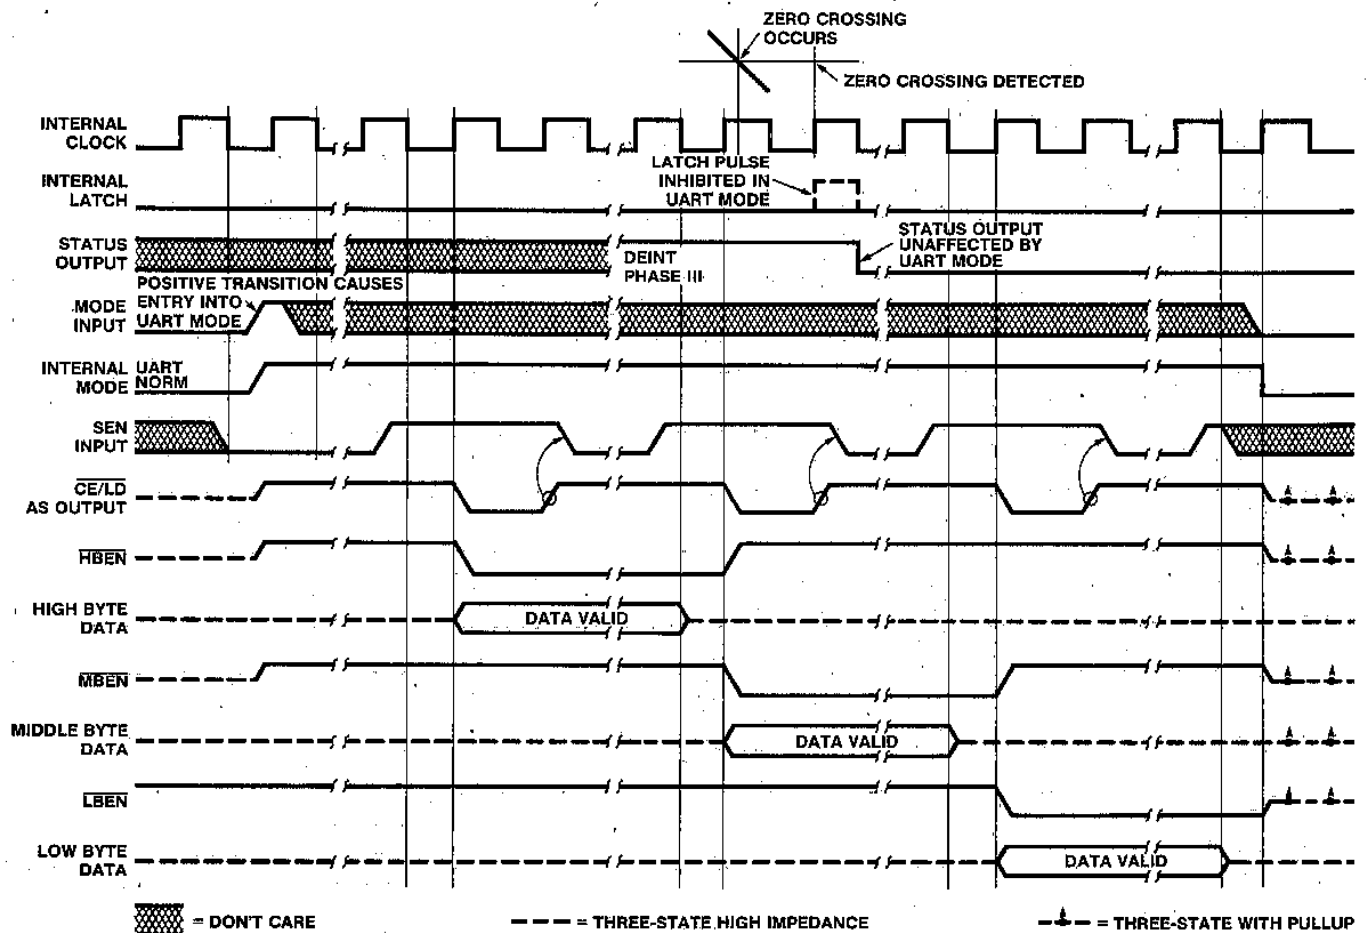 ZERO CROSSING
OCCURS
ZERO CROSSING DETECTED
INTERNAL
CLOCK
LATCH PULSE
INHIBITED IN
UART MODE
INTERNAL
LATCH
STATUS
OUTPUT
DEINT
PHASE III
STATUS OUTPUT
UNAFFECTED BY
UART MODE
POSITIVE TRANSITION CAUSES
ENTRY INTO
UART MODE
MODE
INPUT
INTERNAL
MODE
UART
NORM
SEN
INPUT
CE/LD
AS OUTPUT
HBEN
HIGH BYTE
DATA
DATA VALID
MBEN
MIDDLE BYTE
DATA
DATA VALID
LBEN
LOW BYTE
DATA
DATA VALID
= DON'T CARE
= THREE-STATE HIGH IMPEDANCE
= THREE-STATE WITH PULLUP